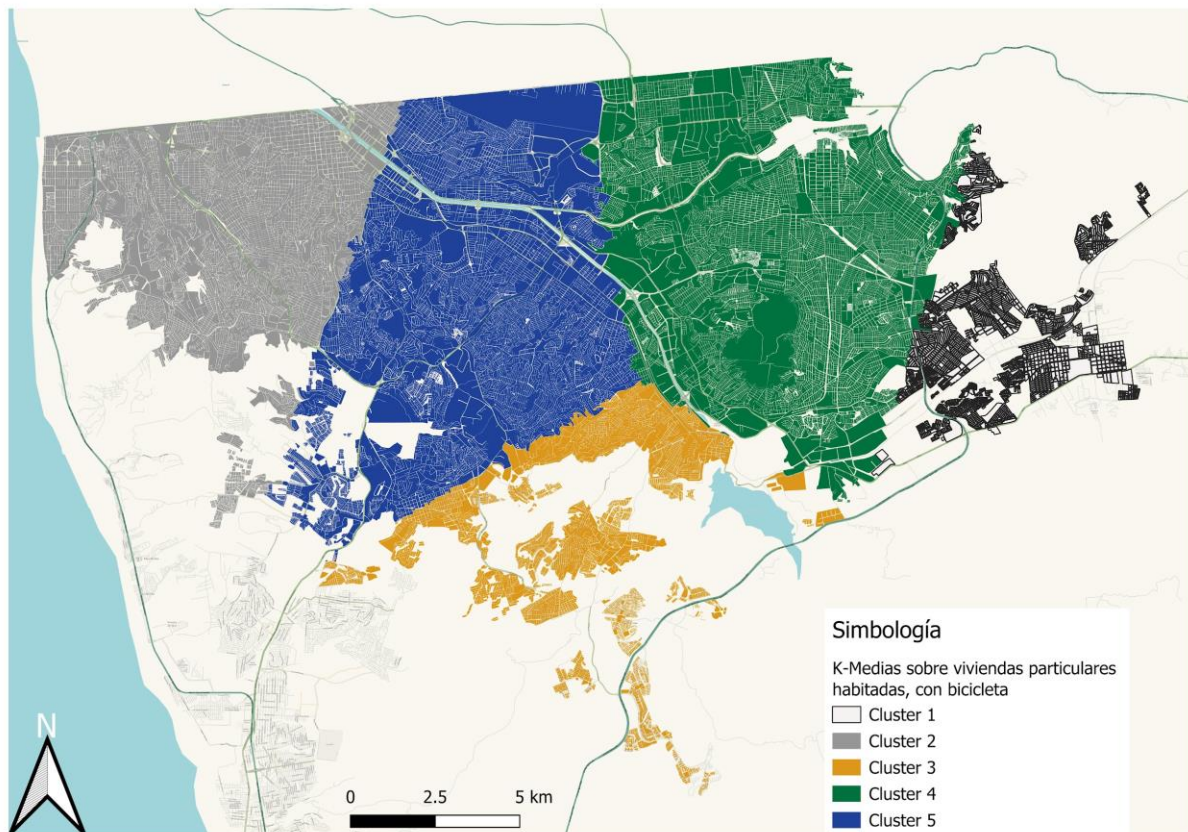 Simbología
K-Medias sobre viviendas particulares
habitadas, con bicicleta
Cluster 1
Cluster 2
Cluster 3
Cluster 4
Cluster 5
N
0 2.5 5 km